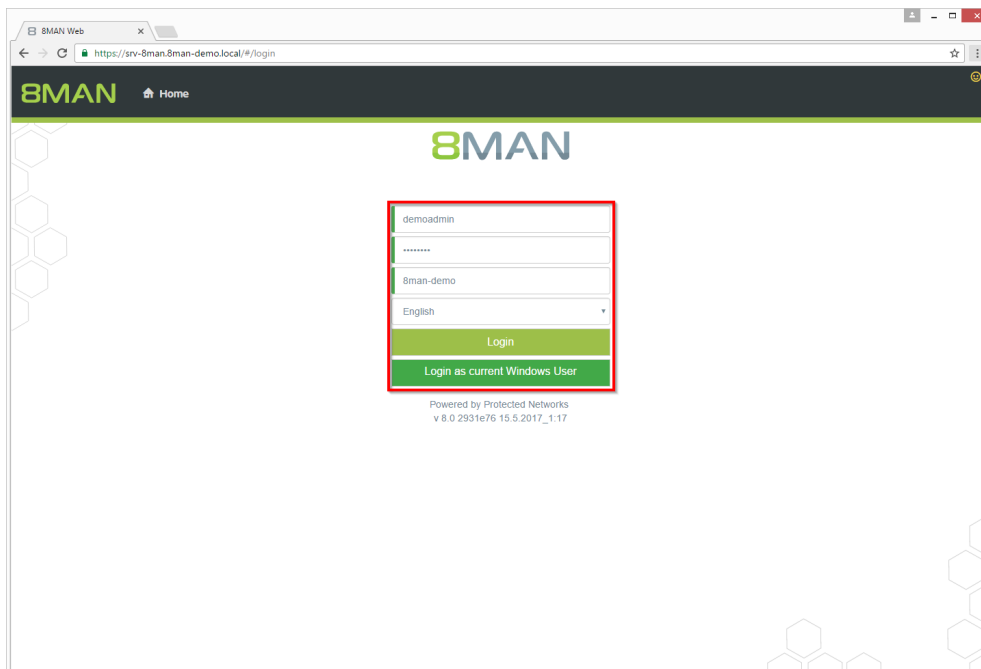 8MAN Web
https://srv-8man.8man-demo.local/#/login
8MAN Home
8MAN
demoadmin
••••••••
8man-demo
English
Login
Login as current Windows User
Powered by Protected Networks
v 8.0 2931e76 15.5.2017_1:17